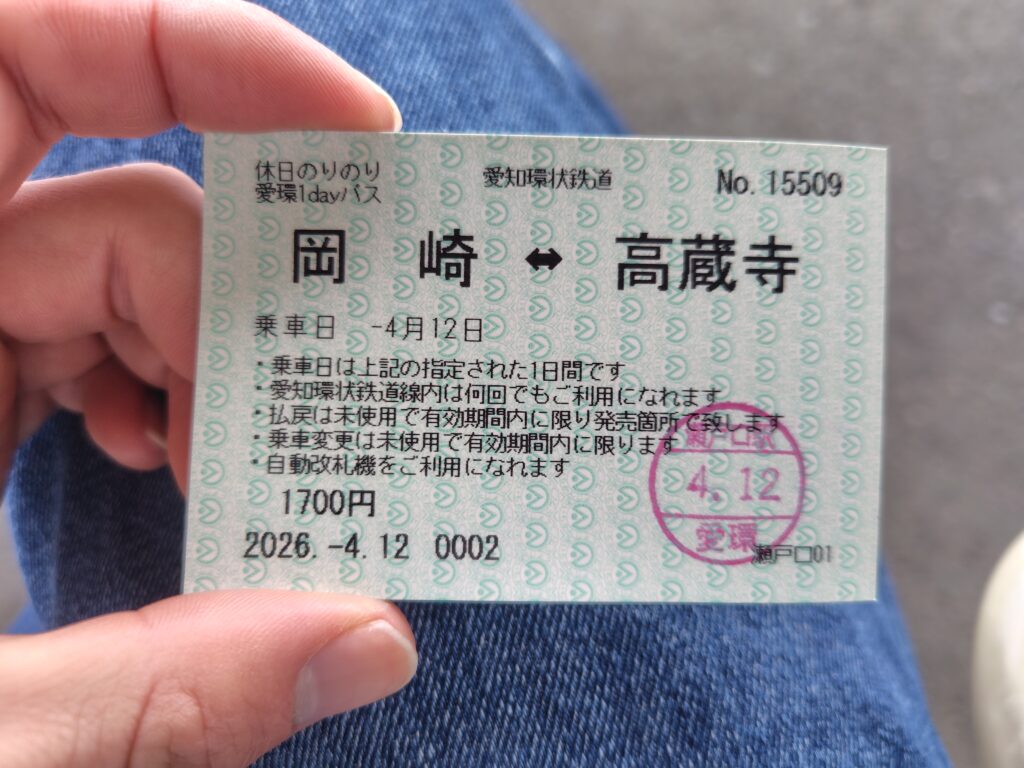 休日のりのり
愛環1dayパス
愛知環状鉄道
No.15509
岡崎↔高蔵寺
乗車日 -4月12日
・乗車日は上記の指定された1日間です
・愛知環状鉄道線内は何回でもご利用になれます
・払戻は未使用で有効期間内に限り発売箇所で致します
・乗車変更は未使用で有効期間内に限ります
・自動改札機をご利用になれます
1700円
2026.-4.12 0002
瀬戸口01
瀬戸口駅
4.12
愛環